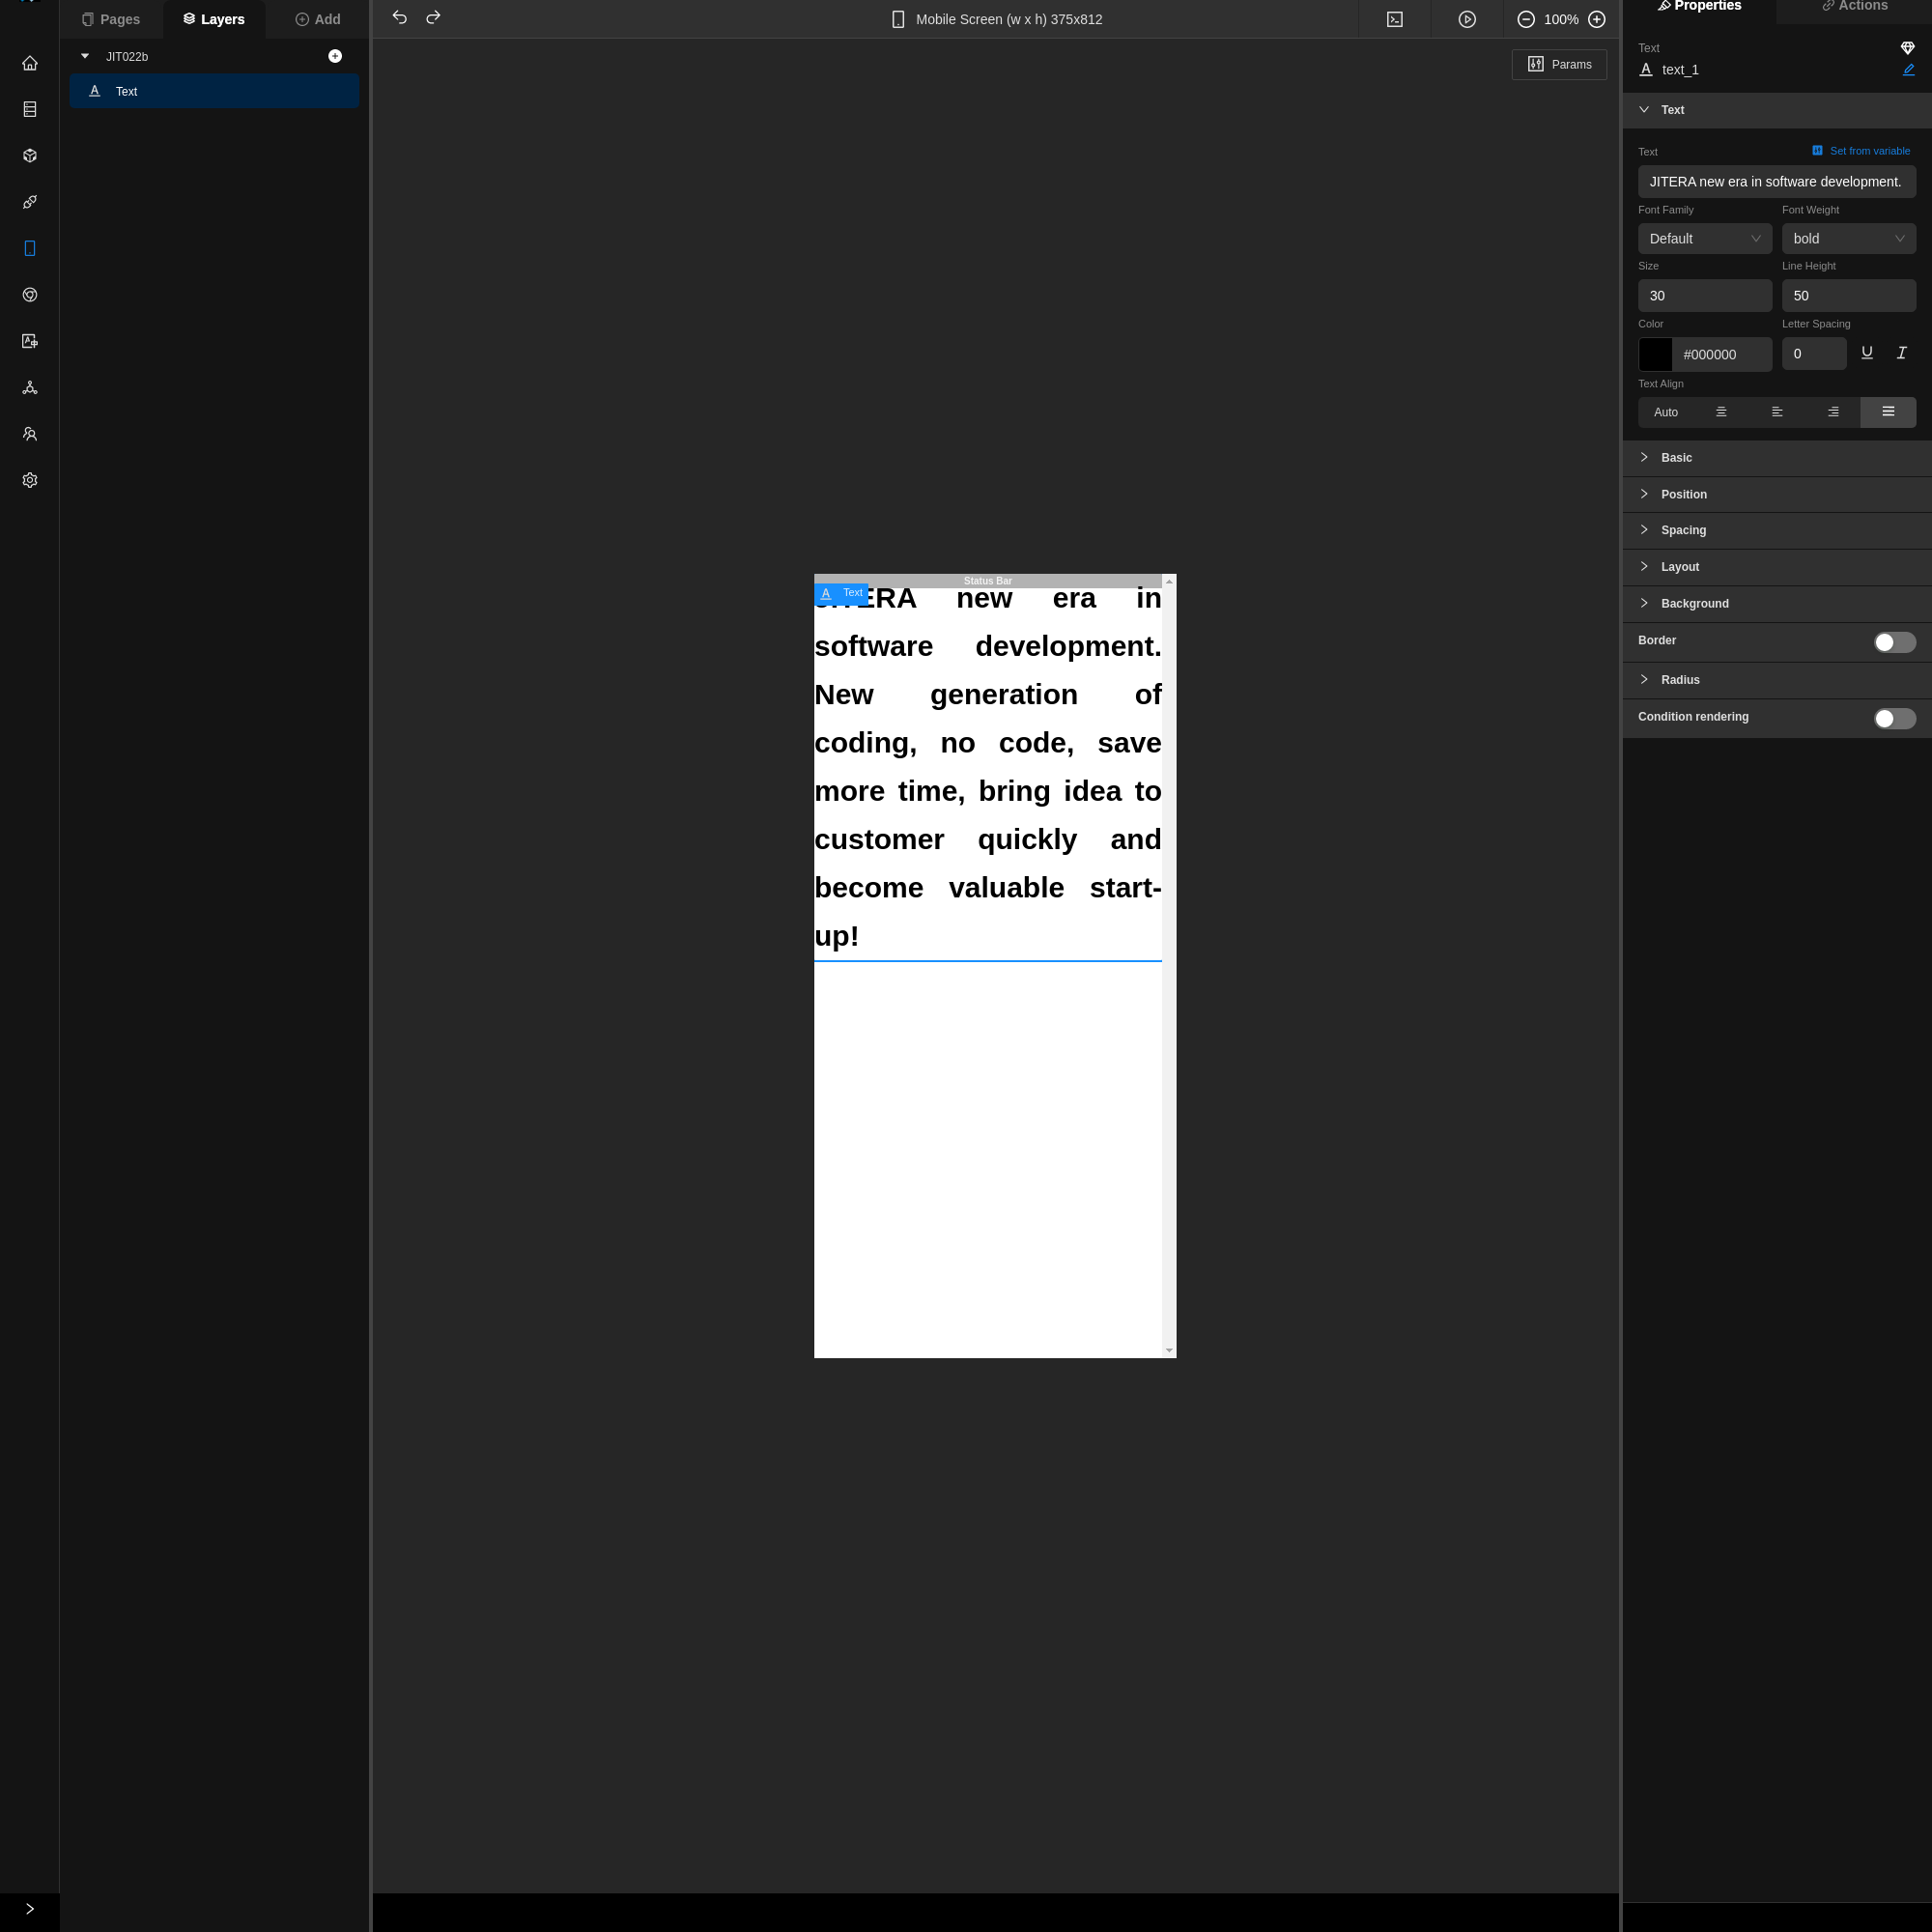 Pages
Layers
Add
JIT022b
Text
Mobile Screen (w x h) 375x812
100%
Params
Status Bar
Text
ERA new era in
software development.
New generation of
coding, no code, save
more time, bring idea to
customer quickly and
become valuable start-
up!
Properties
Actions
Text
text_1
Text
Text
Set from variable
JITERA new era in software development.
Font Family
Font Weight
Default
bold
Size
Line Height
30
50
Color
Letter Spacing
#000000
0
Text Align
Auto
Basic
Position
Spacing
Layout
Background
Border
Radius
Condition rendering